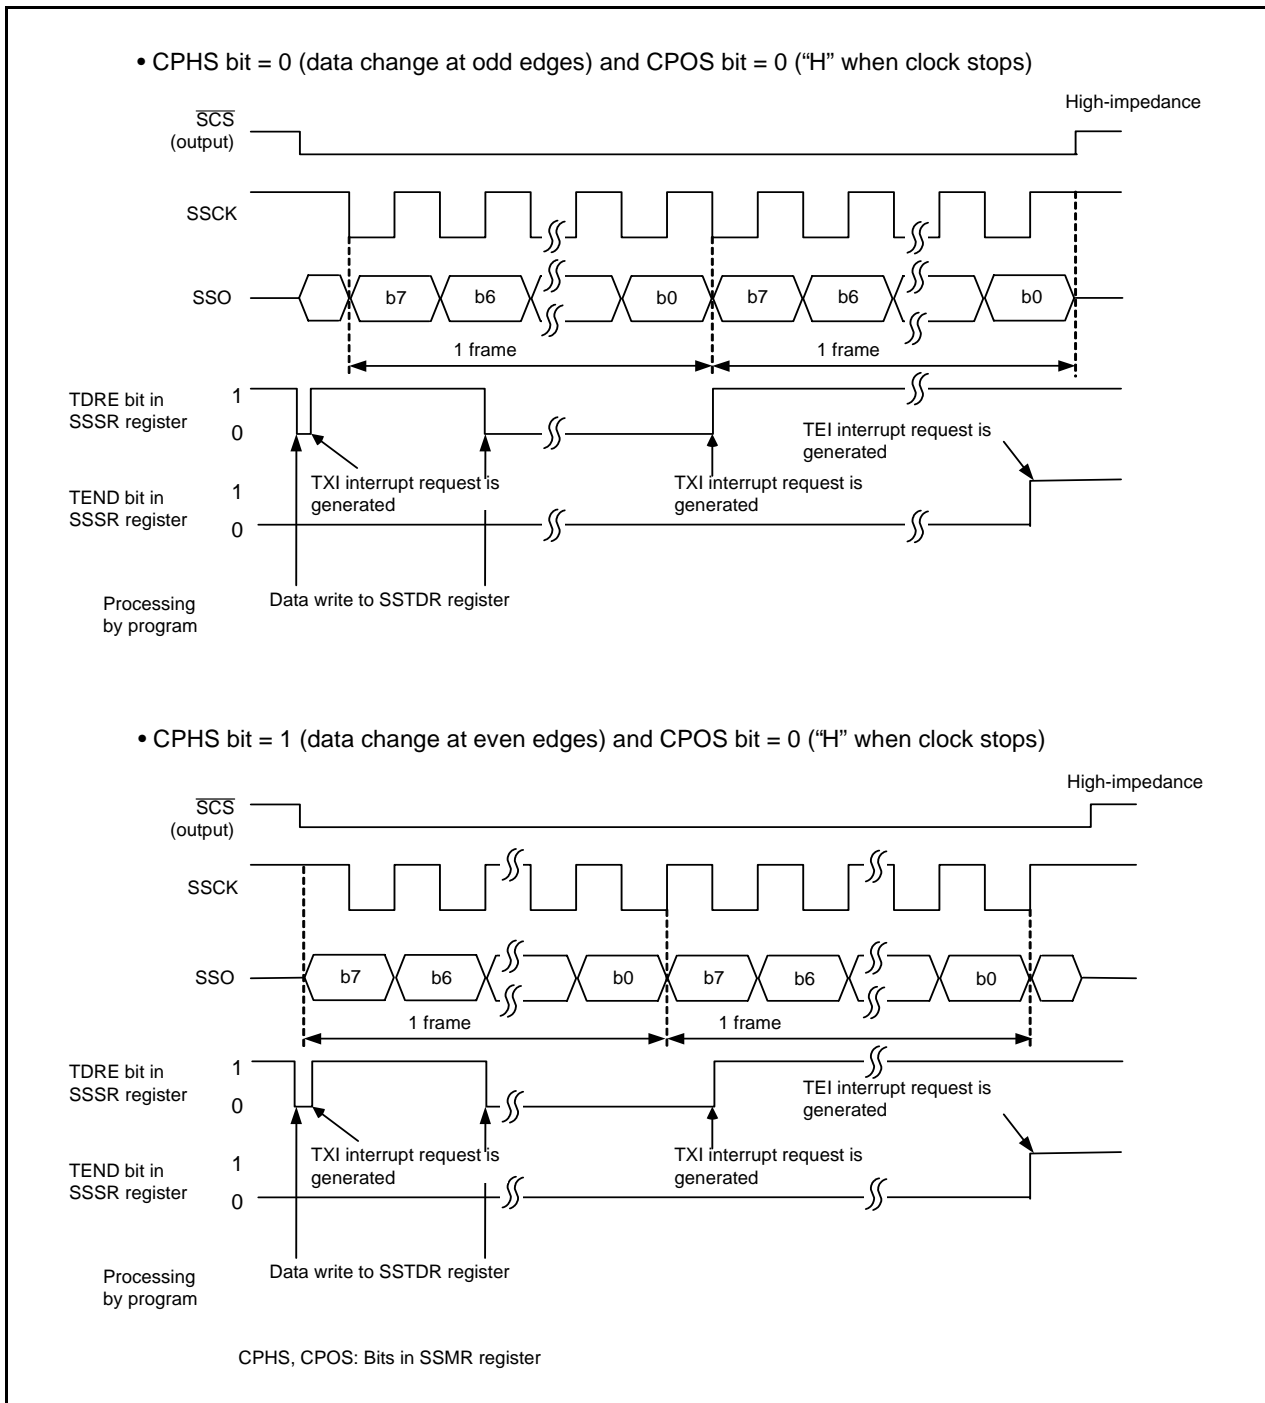 • CPHS bit = 0 (data change at odd edges) and CPOS bit = 0 (“H” when clock stops)
High-impedance
SCS
(output)
SSCK
SSO
b7
b6
b0
b7
b6
b0
1 frame
1 frame
TDRE bit in
SSSR register
1
0
TEI interrupt request is
generated
TXI interrupt request is
generated
TXI interrupt request is
generated
TEND bit in
SSSR register
1
0
Processing
by program
Data write to SSTDR register
• CPHS bit = 1 (data change at even edges) and CPOS bit = 0 (“H” when clock stops)
High-impedance
SCS
(output)
SSCK
SSO
b7
b6
b0
b7
b6
b0
1 frame
1 frame
TDRE bit in
SSSR register
1
0
TEI interrupt request is
generated
TXI interrupt request is
generated
TXI interrupt request is
generated
TEND bit in
SSSR register
1
0
Processing
by program
Data write to SSTDR register
CPHS, CPOS: Bits in SSMR register